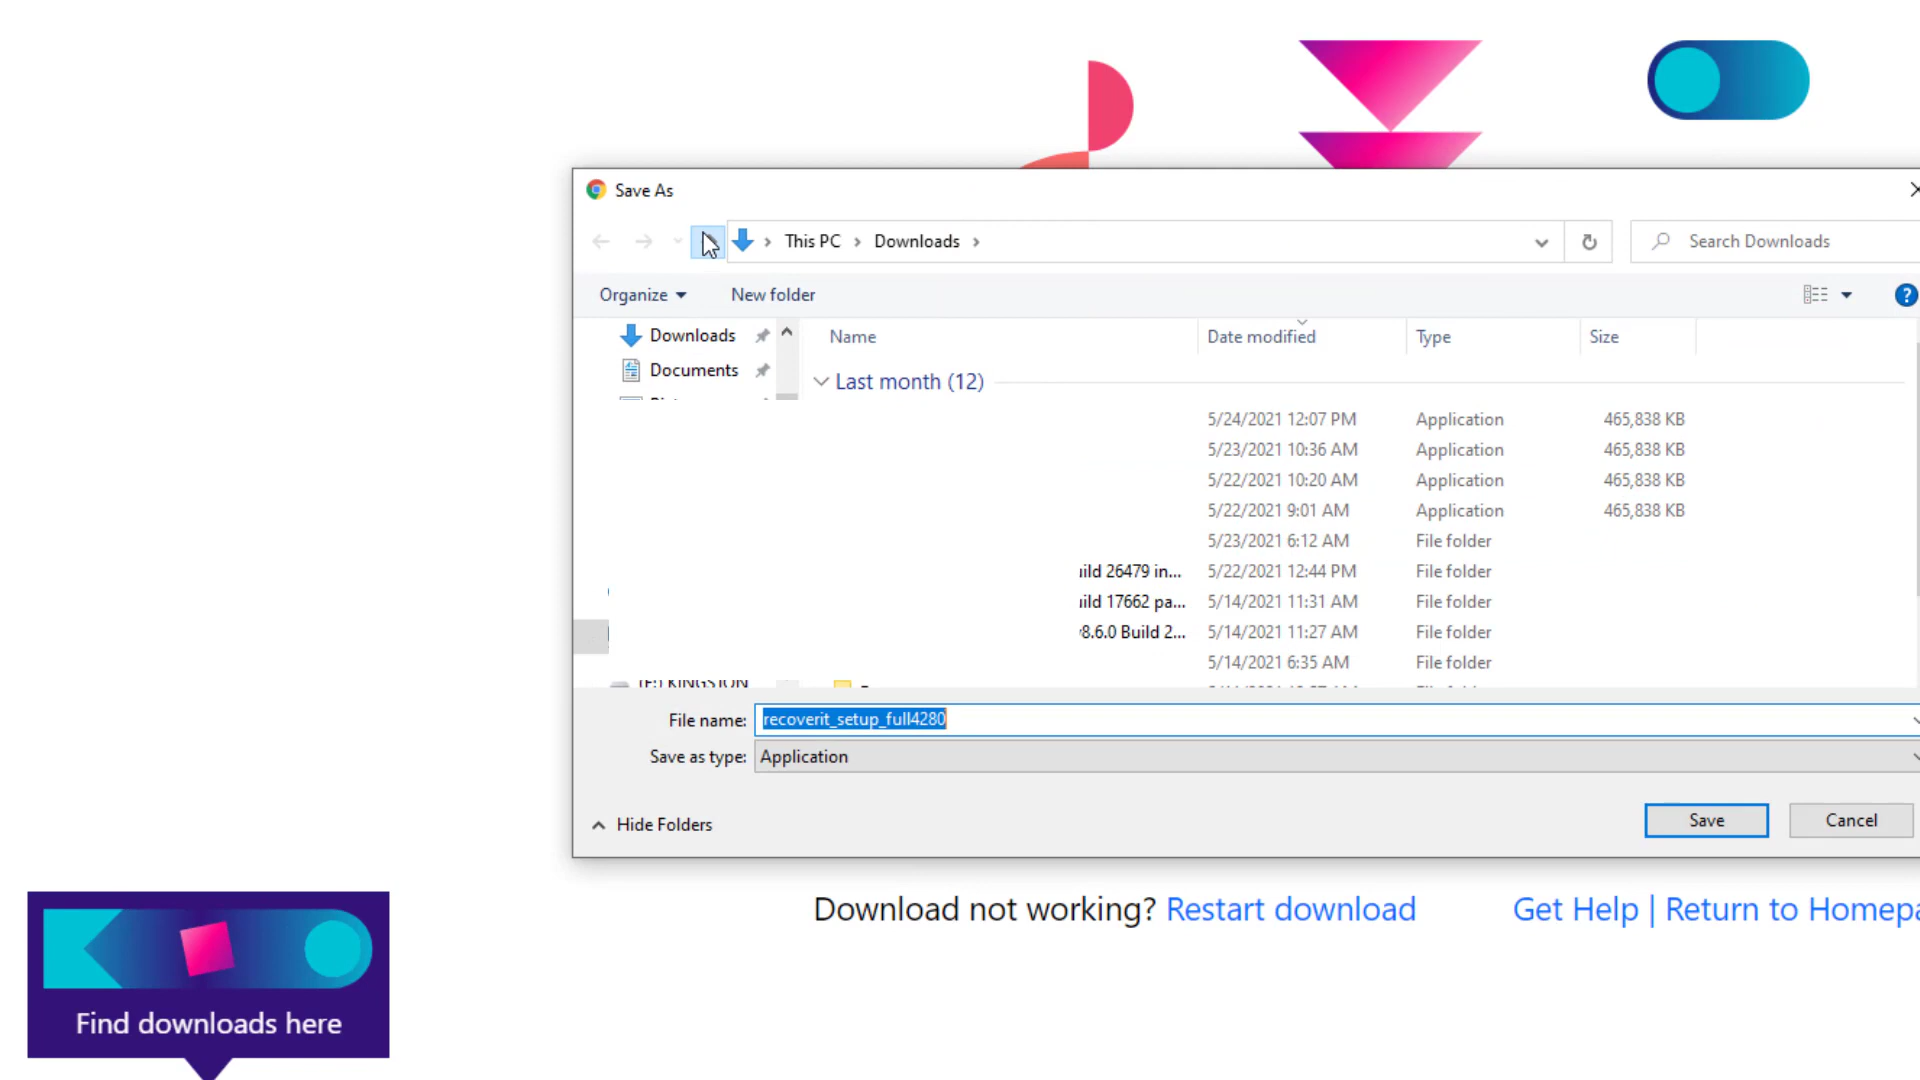 Save As
This PC
Downloads
Search Downloads
Organize
New folder
?
Downloads
Documents
Name
Date modified
Type
Size
Last month (12)
5/24/2021 12:07 PM Application 465,838 KB
5/23/2021 10:36 AM Application 465,838 KB
5/22/2021 10:20 AM Application 465,838 KB
5/22/2021 9:01 AM Application 465,838 KB
5/23/2021 6:12 AM File folder
ild 26479 in... 5/22/2021 12:44 PM File folder
ild 17662 pa... 5/14/2021 11:31 AM File folder
v8.6.0 Build 2... 5/14/2021 11:27 AM File folder
5/14/2021 6:35 AM File folder
(F:) KINGSTON
File name: recoverit_setup_full4280
Save as type: Application
Hide Folders
Save
Cancel
Download not working? Restart download
Get Help | Return to Homepa
Find downloads here